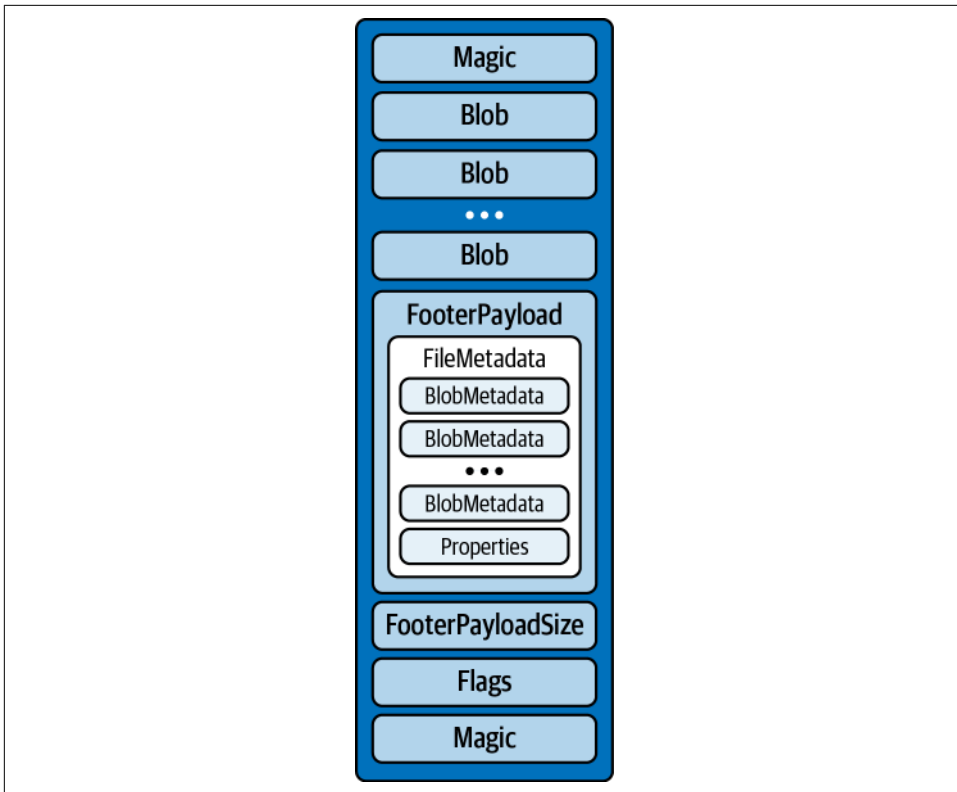 Magic
Blob
Blob
...
Blob
FooterPayload
FileMetadata
BlobMetadata
BlobMetadata
...
BlobMetadata
Properties
FooterPayloadSize
Flags
Magic